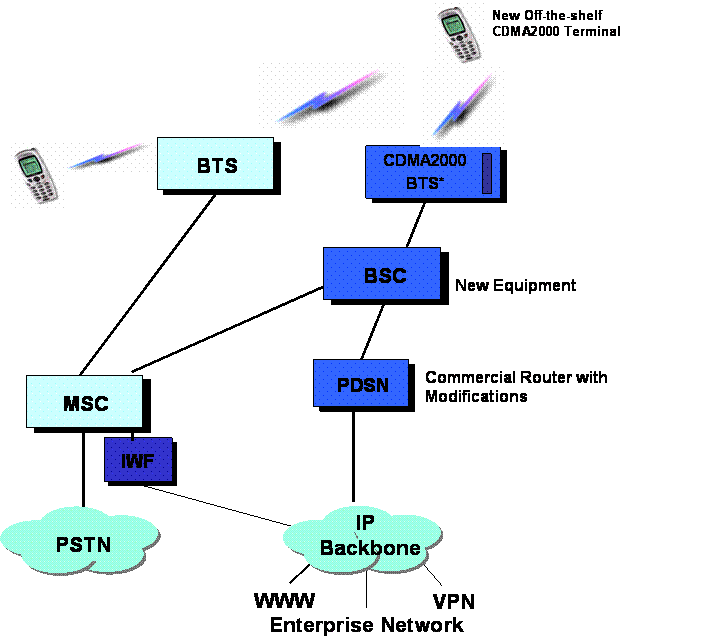 New Off-the-shelf
CDMA2000 Terminal
BTS
CDMA2000
BTS*
BSC
New Equipment
MSC
PDSN
Commercial Router with
Modifications
IWF
PSTN
IP
Backbone
WWW
VPN
Enterprise Network